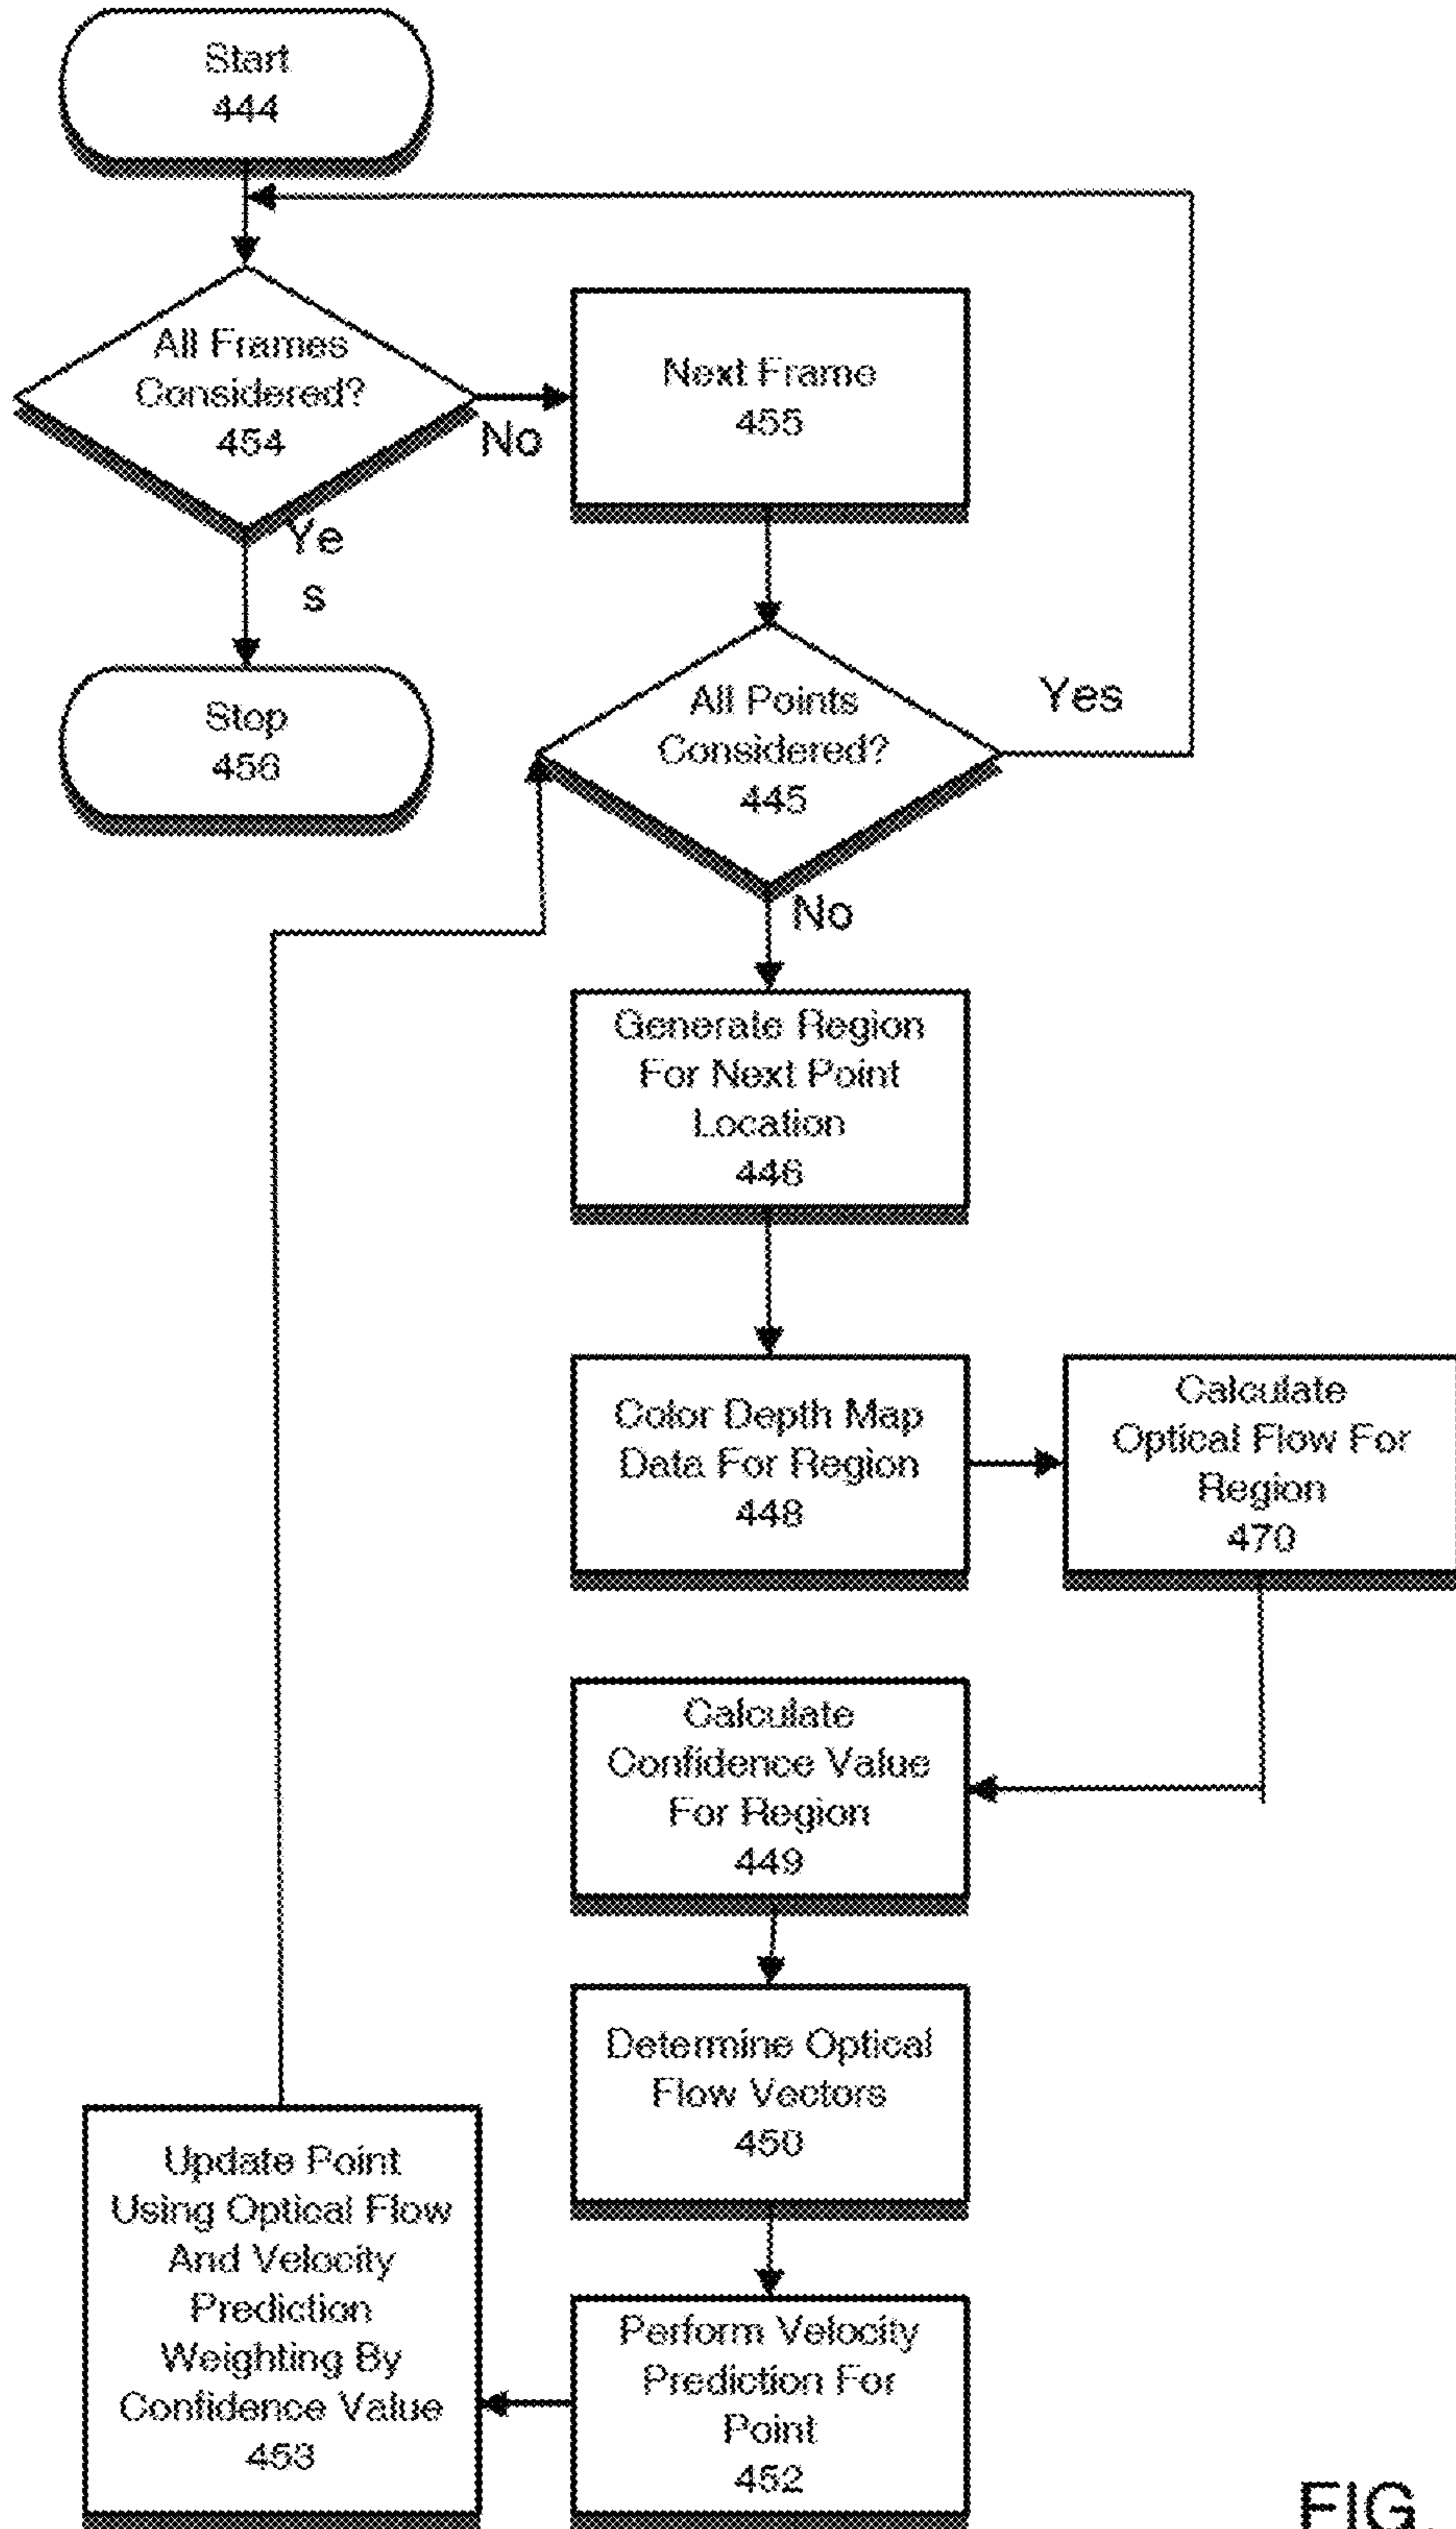 Start
444
All Frames
Considered?
454
No
Next Frame
455
Ye
s
Stop
456
All Points
Considered?
445
Yes
No
Generate Region
For Next Point
Location
446
Color Depth Map
Data For Region
448
Calculate
Optical Flow For
Region
470
Calculate
Confidence Value
For Region
449
Determine Optical
Flow Vectors
450
Perform Velocity
Prediction For
Point
452
Update Point
Using Optical Flow
And Velocity
Prediction
Weighting By
Confidence Value
453
FIG.